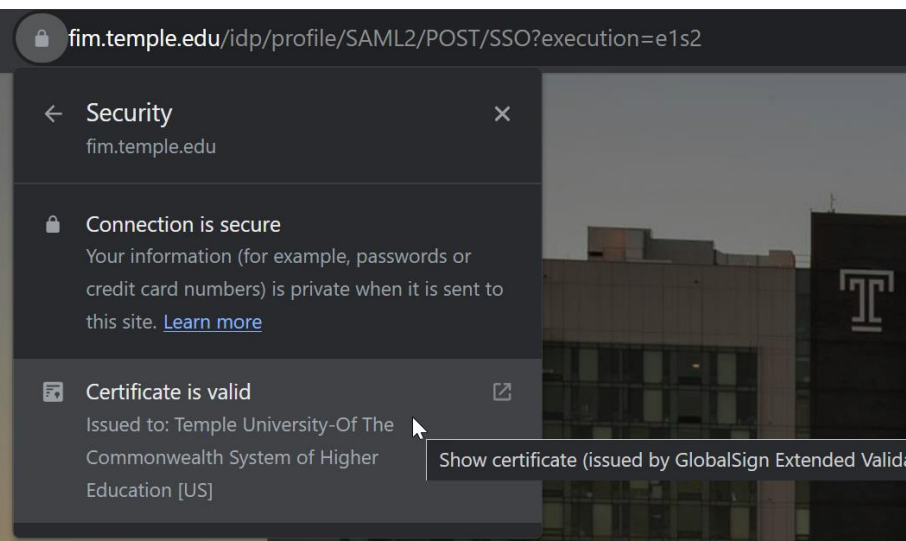 fim.temple.edu/idp/profile/SAML2/POST/SSO?execution=e1s2
Security
fim.temple.edu
Connection is secure
Your information (for example, passwords or
credit card numbers) is private when it is sent to
this site. Learn more
Certificate is valid
Issued to: Temple University-Of The
Commonwealth System of Higher
Education [US]
Show certificate (issued by GlobalSign Extended Valida
T